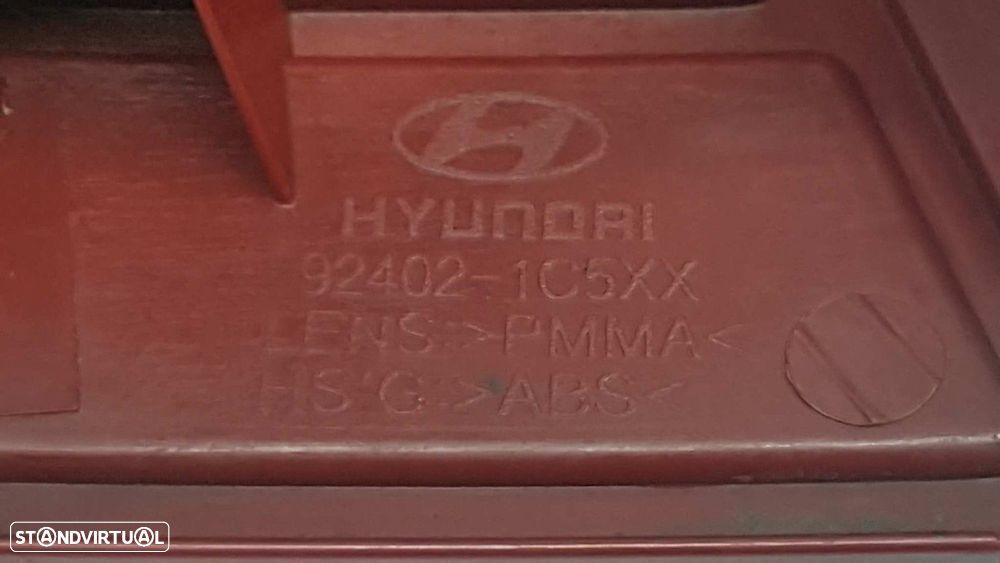 HYUNDAI
92402-1C5XX
LENS >PMMA<
HS'G >ABS<
STANDVIRTUAL